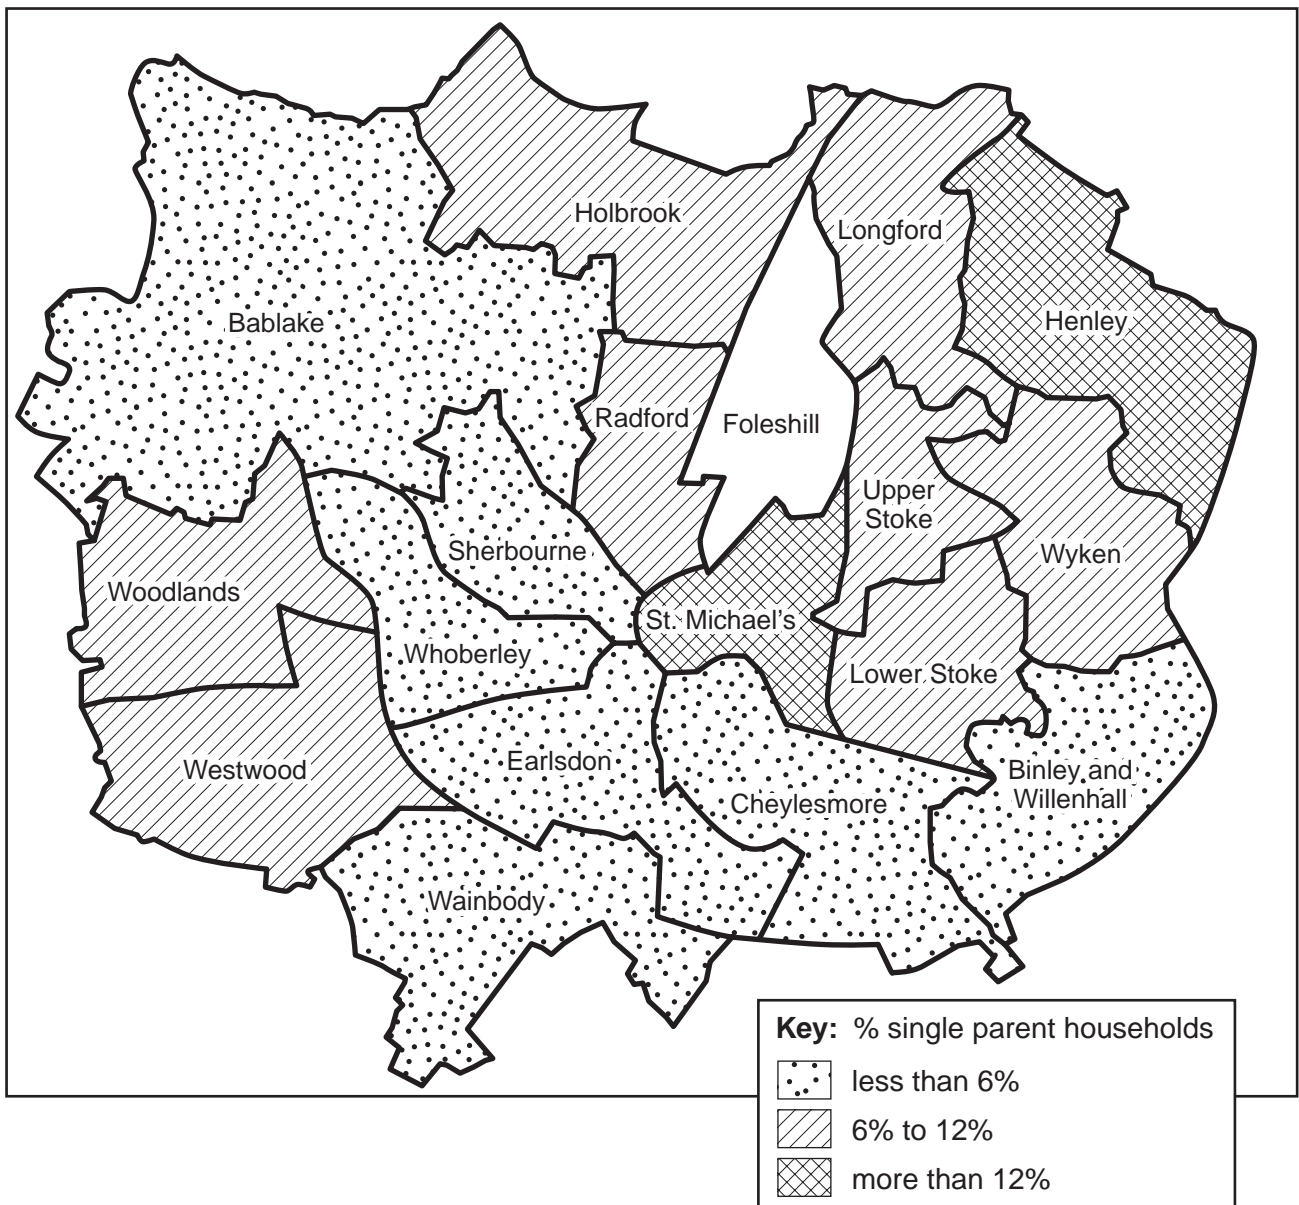 Holbrook
Longford
Bablake
Henley
Radford
Foleshill
Upper
Stoke
Sherbourne
Wyken
Woodlands
St. Michael's
Whoberley
Lower Stoke
Westwood
Earlsdon
Binley and
Willenhall
Cheylesmore
Wainbody
Key: % single parent households
less than 6%
6% to 12%
more than 12%